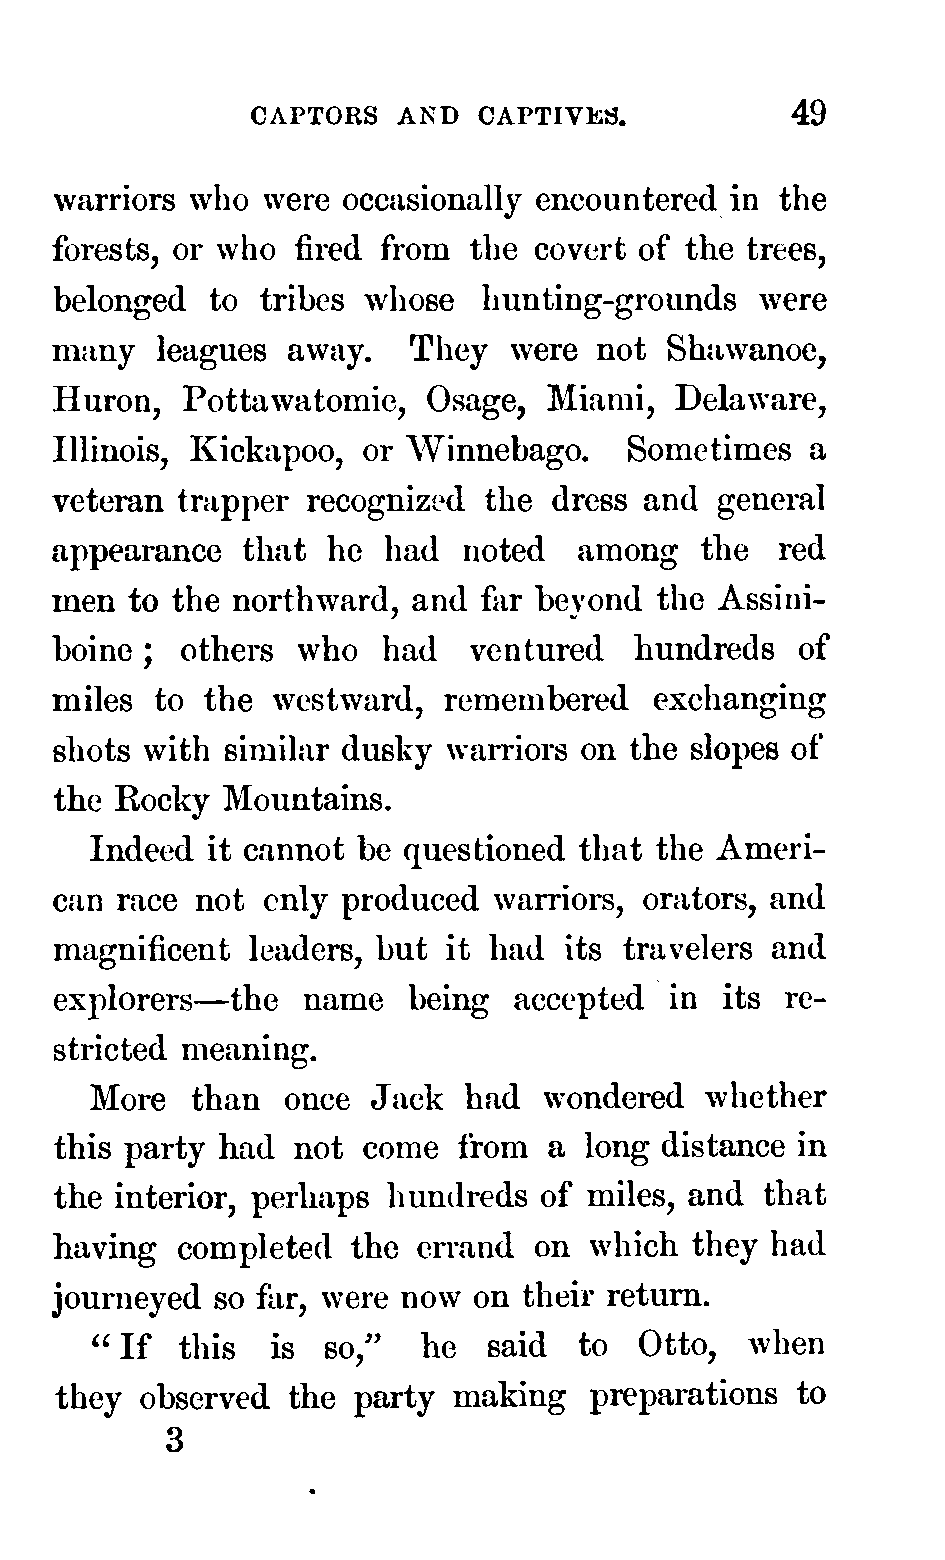 CAPTORS AND CAPTIVES. 49
warriors who were occasionally encountered in the
forests, or who fired from the covert of the trees,
belonged to tribes whose hunting-grounds were
many leagues away. They were not Shawanoe,
Huron, Pottawatomie, Osage, Miami, Delaware,
Illinois, Kickapoo, or Winnebago. Sometimes a
veteran trapper recognized the dress and general
appearance that he had noted among the red
men to the northward, and far beyond the Assini-
boine; others who had ventured hundreds of
miles to the westward, remembered exchanging
shots with similar dusky warriors on the slopes of
the Rocky Mountains.
Indeed it cannot be questioned that the Ameri-
can race not only produced warriors, orators, and
magnificent leaders, but it had its travelers and
explorers—the name being accepted in its re-
stricted meaning.
More than once Jack had wondered whether
this party had not come from a long distance in
the interior, perhaps hundreds of miles, and that
having completed the errand on which they had
journeyed so far, were now on their return.
"If this is so," he said to Otto, when
they observed the party making preparations to
3